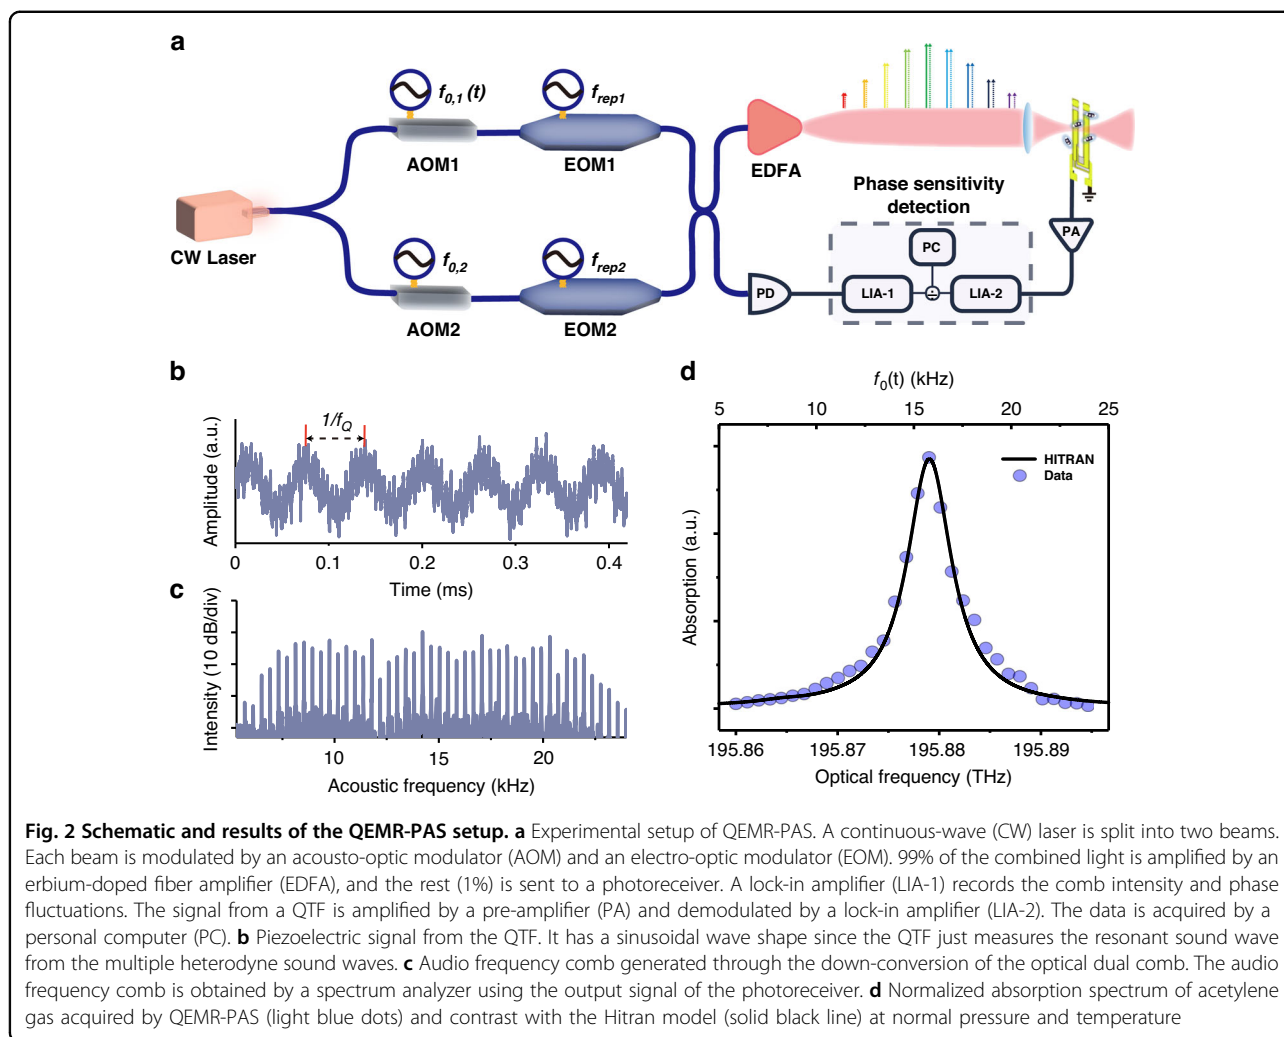 a
f0,1 (t)
frep1
AOM1
EOM1
EDFA
Phase sensitivity
detection
PA
PC
CW Laser
f0,2
frep2
PD
LIA-1
LIA-2
AOM2
EOM2
b
1/fQ
Amplitude (a.u.)
0
0.1
0.2
0.3
0.4
Time (ms)
c
Intensity (10 dB/div)
10
15
20
Acoustic frequency (kHz)
d
f0(t) (kHz)
5
10
15
20
25
HITRAN
Data
Absorption (a.u.)
195.86
195.87
195.88
195.89
Optical frequency (THz)
Fig. 2 Schematic and results of the QEMR-PAS setup. a Experimental setup of QEMR-PAS. A continuous-wave (CW) laser is split into two beams.
Each beam is modulated by an acousto-optic modulator (AOM) and an electro-optic modulator (EOM). 99% of the combined light is amplified by an
erbium-doped fiber amplifier (EDFA), and the rest (1%) is sent to a photoreceiver. A lock-in amplifier (LIA-1) records the comb intensity and phase
fluctuations. The signal from a QTF is amplified by a pre-amplifier (PA) and demodulated by a lock-in amplifier (LIA-2). The data is acquired by a
personal computer (PC). b Piezoelectric signal from the QTF. It has a sinusoidal wave shape since the QTF just measures the resonant sound wave
from the multiple heterodyne sound waves. c Audio frequency comb generated through the down-conversion of the optical dual comb. The audio
frequency comb is obtained by a spectrum analyzer using the output signal of the photoreceiver. d Normalized absorption spectrum of acetylene
gas acquired by QEMR-PAS (light blue dots) and contrast with the Hitran model (solid black line) at normal pressure and temperature